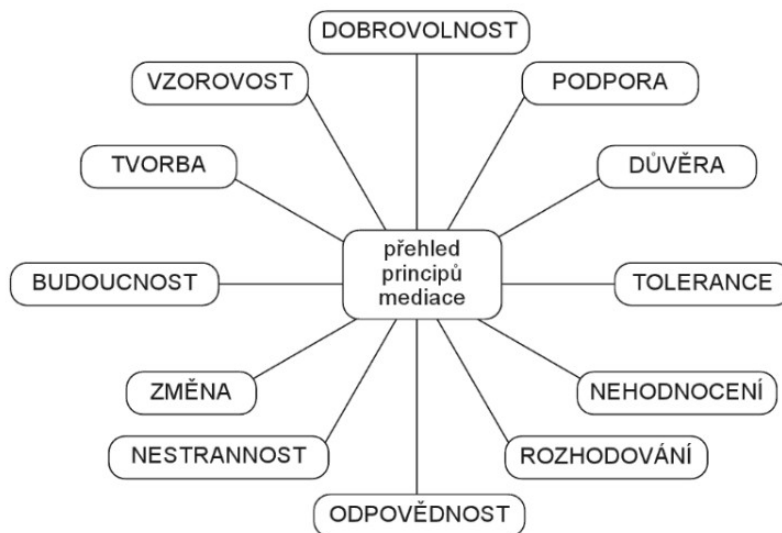 DOBROVOLNOST
VZOROVOST
PODPORA
TVORBA
DŮVĚRA
přehled
principů
mediace
BUDOUCNOST
TOLERANCE
ZMĚNA
NEHODNOCENÍ
NESTRANNOST
ROZHODOVÁNÍ
ODPOVĚDNOST